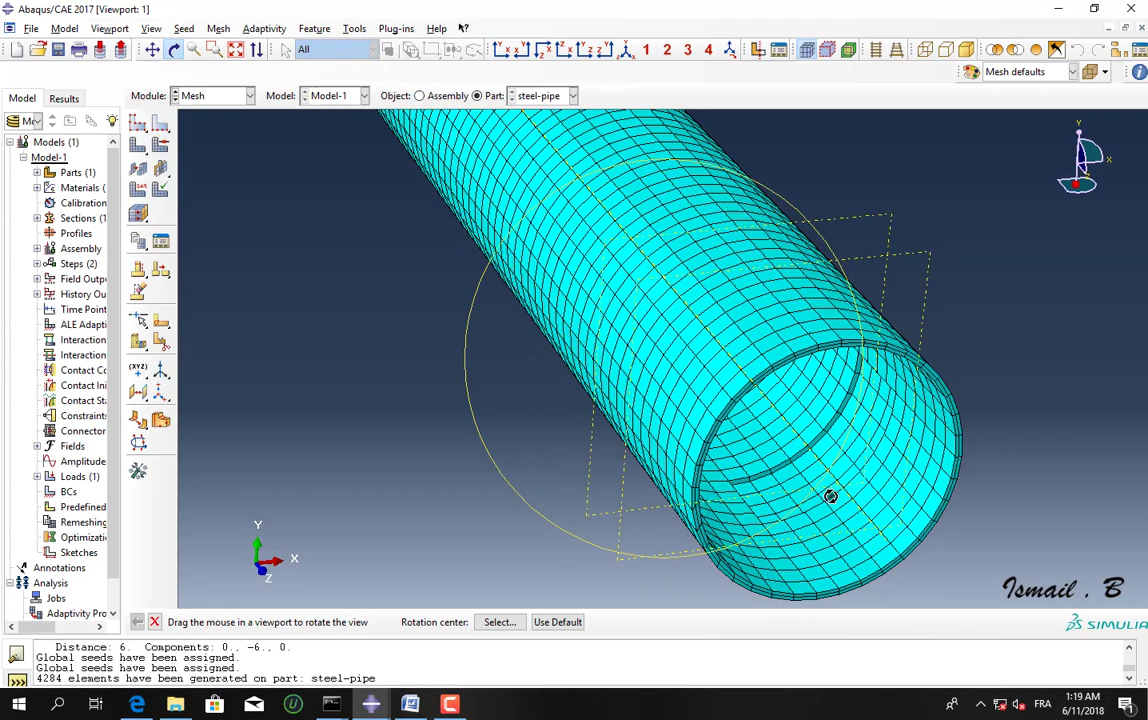 Abaqus/CAE 2017 [Viewport: 1]
File Model Viewport View Seed Mesh Adaptivity Feature Tools Plug-ins Help
All 1 2 3 4
Mesh defaults
Model Results Module: Mesh Model: Model-1 Object: Assembly Part: steel-pipe
Models (1)
Model-1
Parts (1)
Materials (
Calibration
Sections (1
Profiles
Assembly
Steps (2)
Field Outp
History Ou
Time Point
ALE Adapti
Interaction
Interaction
Contact Co
Contact Ini
Contact Sta
Constraints
Connector
Fields
Amplitude
Loads (1)
BCs
Predefined
Remeshing
Optimizatio
Sketches
Annotations
Analysis
Jobs
Adaptivity Pro
(XYZ)
Y
X
Y
X
Z
Ismail . B
SIMULIA
Drag the mouse in a viewport to rotate the view Rotation center: Select... Use Default
Distance: 6. Components: 0., -6., 0.
Global seeds have been assigned.
Global seeds have been assigned.
4284 elements have been generated on part: steel-pipe
FRA
1:19 AM
6/11/2018